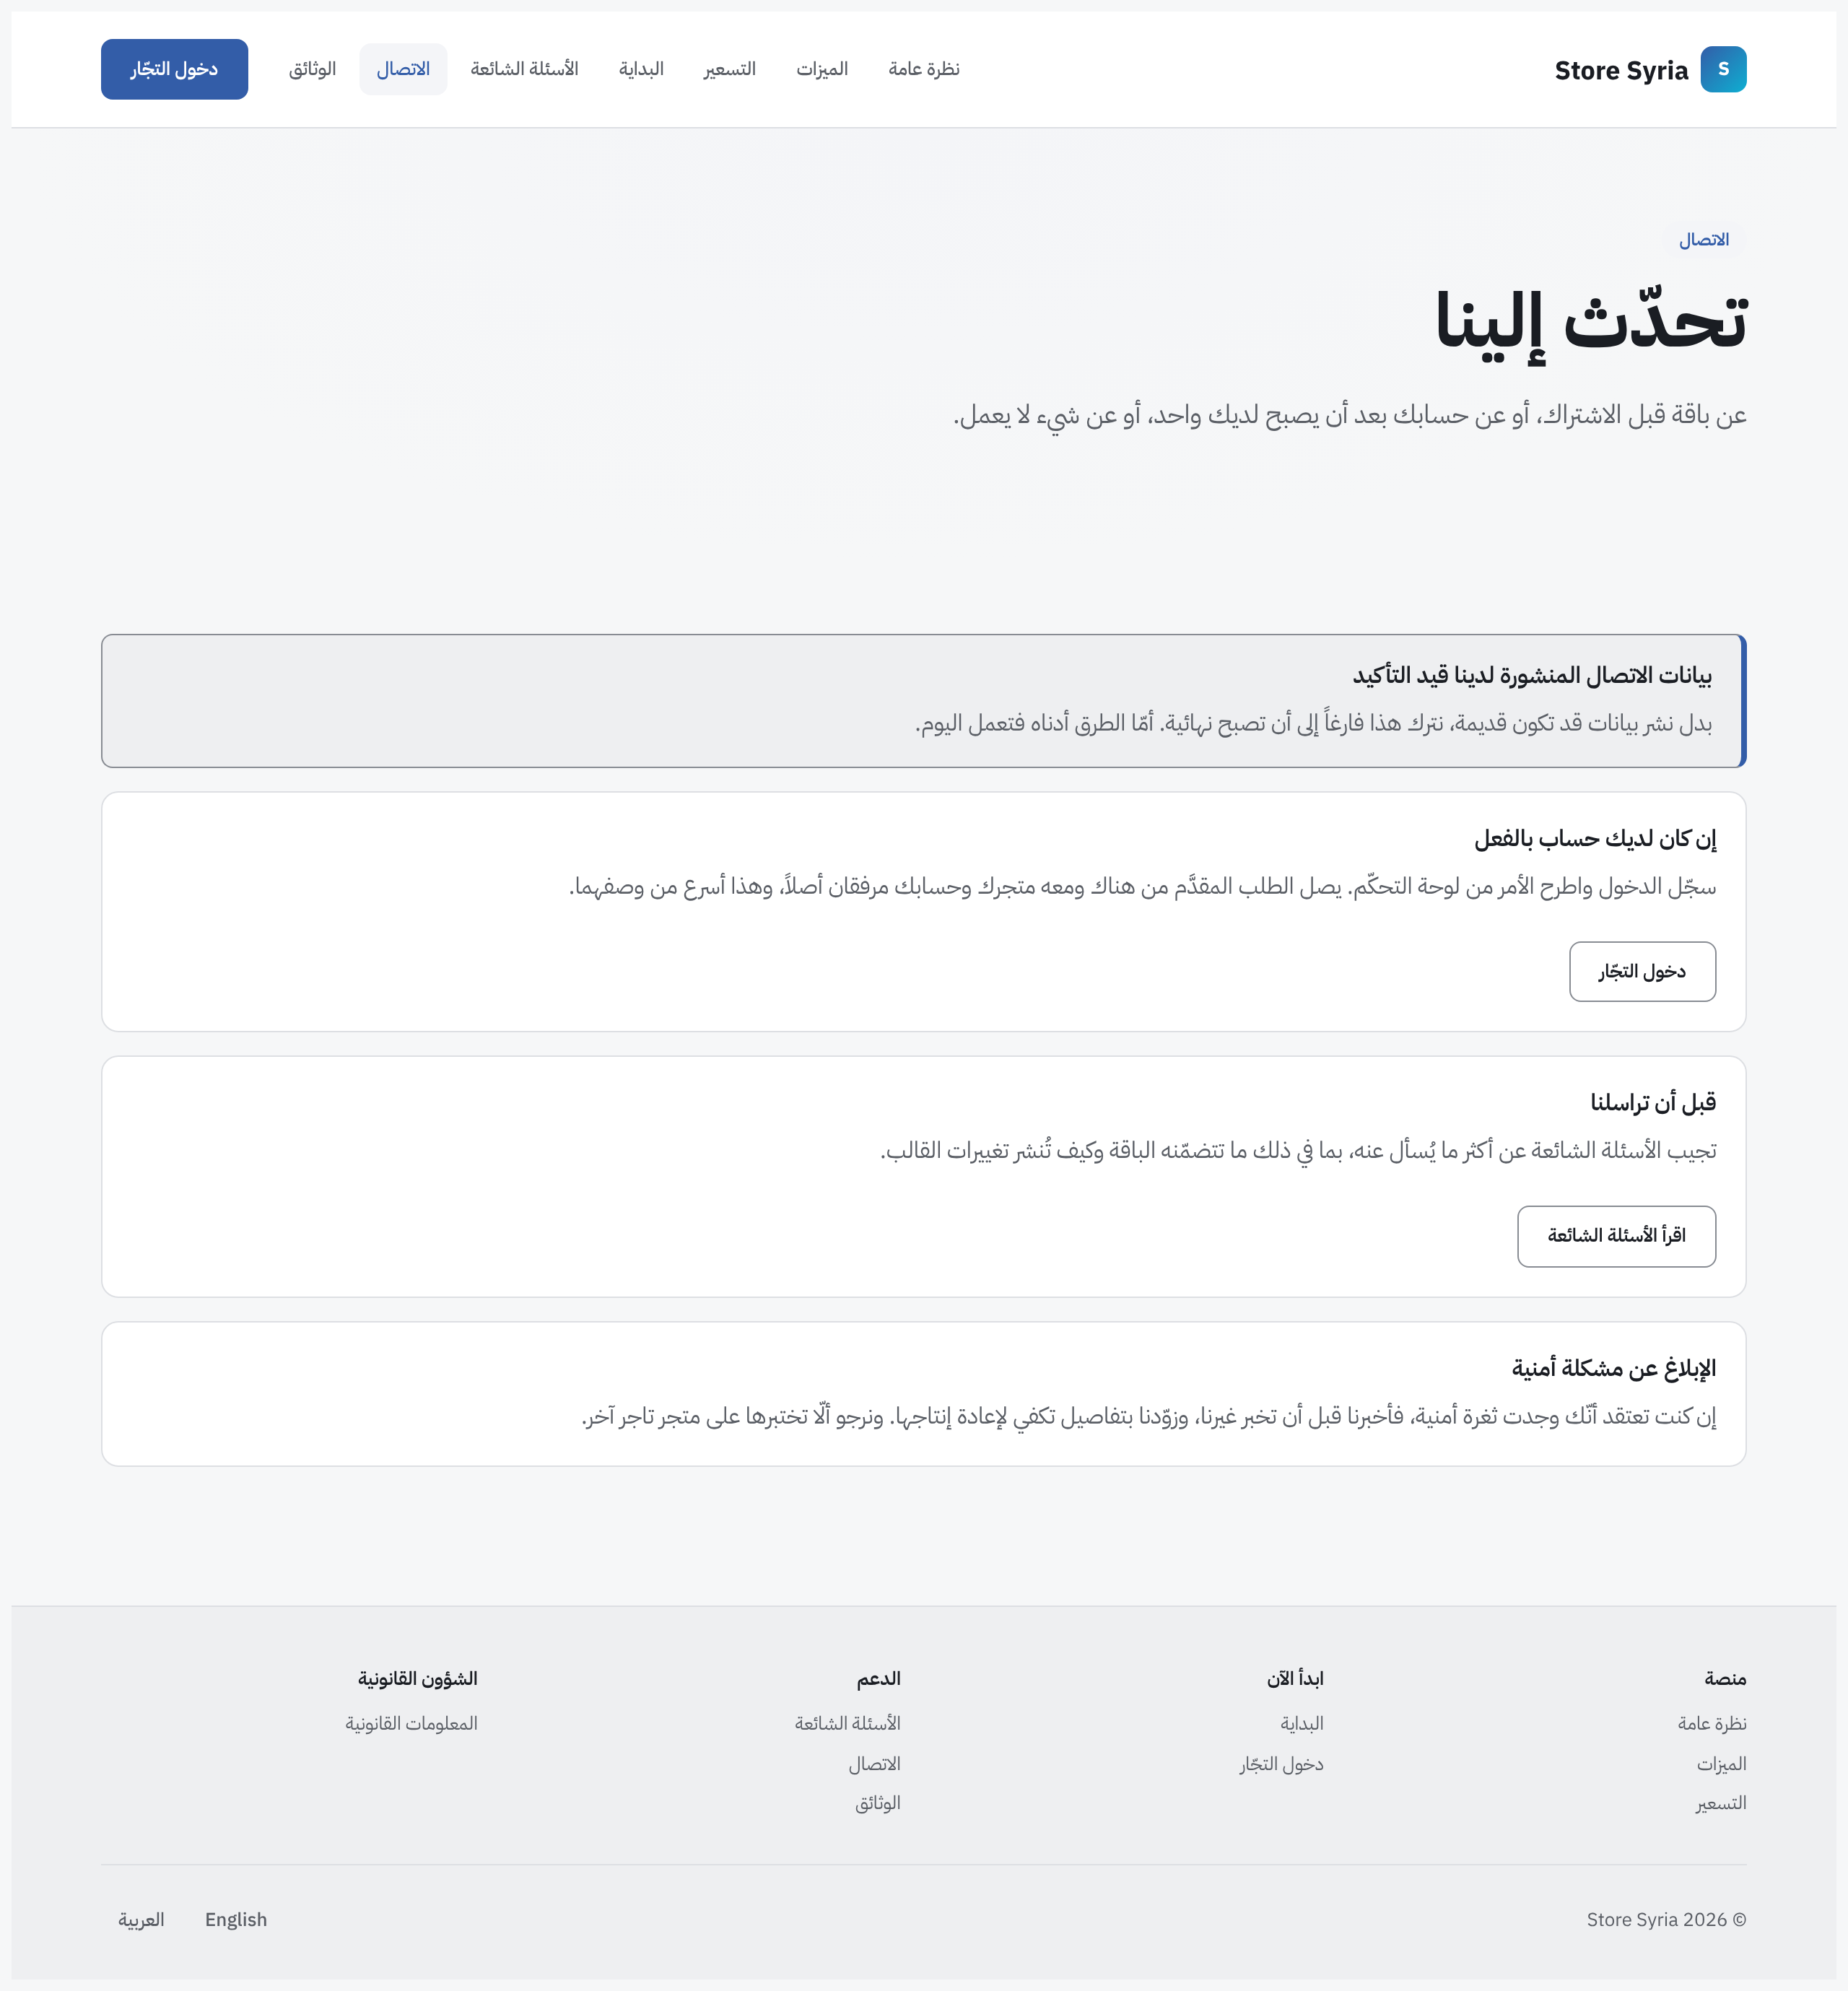 S
Store Syria
نظرة عامة
الميزات
التسعير
البداية
الأسئلة الشائعة
الاتصال
الوثائق
دخول التجّار
الاتصال
تحدّث إلينا
عن باقة قبل الاشتراك، أو عن حسابك بعد أن يصبح لديك واحد، أو عن شيء لا يعمل.
بيانات الاتصال المنشورة لدينا قيد التأكيد
بدل نشر بيانات قد تكون قديمة، نترك هذا فارغاً إلى أن تصبح نهائية. أمّا الطرق أدناه فتعمل اليوم.
إن كان لديك حساب بالفعل
سجّل الدخول واطرح الأمر من لوحة التحكّم. يصل الطلب المقدَّم من هناك ومعه متجرك وحسابك مرفقان أصلاً، وهذا أسرع من وصفهما.
دخول التجّار
قبل أن تراسلنا
تجيب الأسئلة الشائعة عن أكثر ما يُسأل عنه، بما في ذلك ما تتضمّنه الباقة وكيف تُنشر تغييرات القالب.
اقرأ الأسئلة الشائعة
الإبلاغ عن مشكلة أمنية
إن كنت تعتقد أنّك وجدت ثغرة أمنية، فأخبرنا قبل أن تخبر غيرنا، وزوّدنا بتفاصيل تكفي لإعادة إنتاجها. ونرجو ألّا تختبرها على متجر تاجر آخر.
منصة
نظرة عامة
الميزات
التسعير
ابدأ الآن
البداية
دخول التجّار
الدعم
الأسئلة الشائعة
الاتصال
الوثائق
الشؤون القانونية
المعلومات القانونية
© 2026 Store Syria
English
العربية